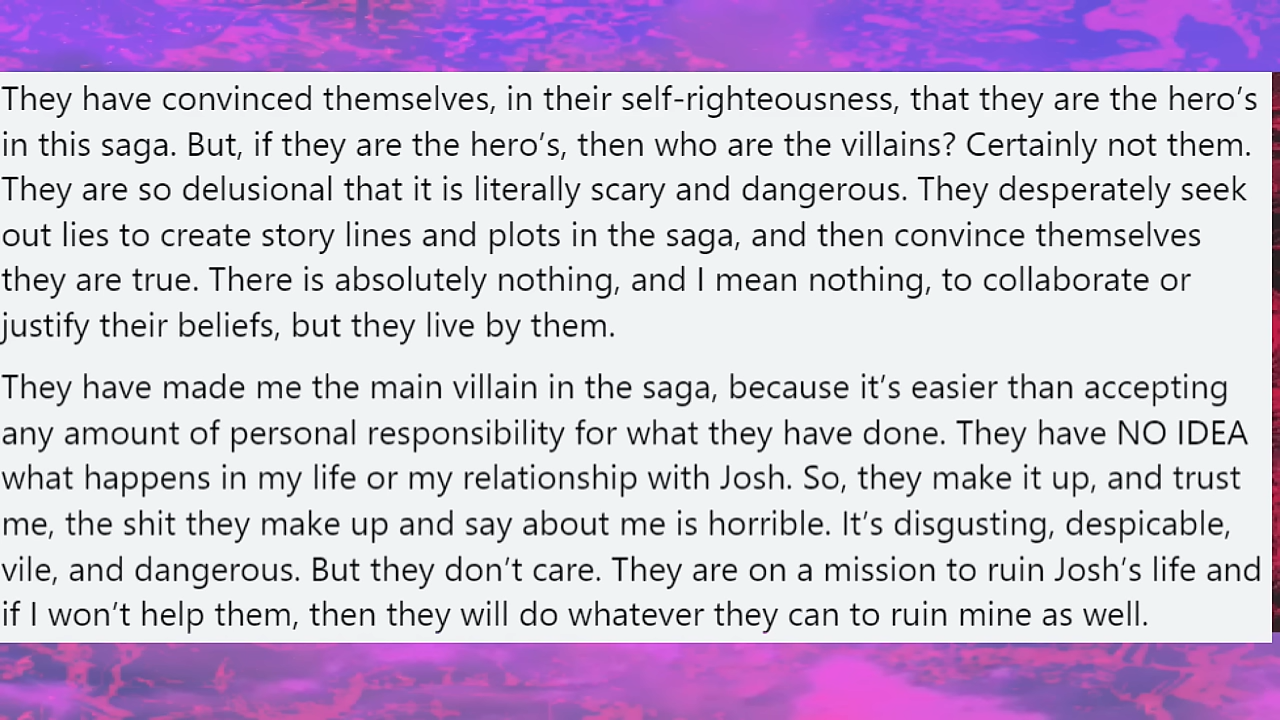 They have convinced themselves, in their self-righteousness, that they are the hero’s
in this saga. But, if they are the hero’s, then who are the villains? Certainly not them.
They are so delusional that it is literally scary and dangerous. They desperately seek
out lies to create story lines and plots in the saga, and then convince themselves
they are true. There is absolutely nothing, and I mean nothing, to collaborate or
justify their beliefs, but they live by them.
They have made me the main villain in the saga, because it’s easier than accepting
any amount of personal responsibility for what they have done. They have NO IDEA
what happens in my life or my relationship with Josh. So, they make it up, and trust
me, the shit they make up and say about me is horrible. It’s disgusting, despicable,
vile, and dangerous. But they don’t care. They are on a mission to ruin Josh’s life and
if I won’t help them, then they will do whatever they can to ruin mine as well.